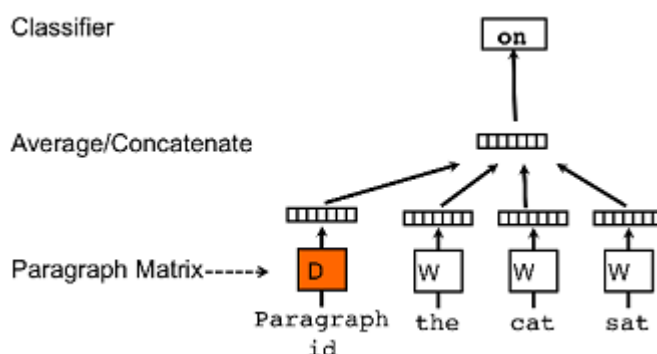 Classifier
on
Average/Concatenate
Paragraph Matrix
D
W
W
W
Paragraph
id
the
cat
sat